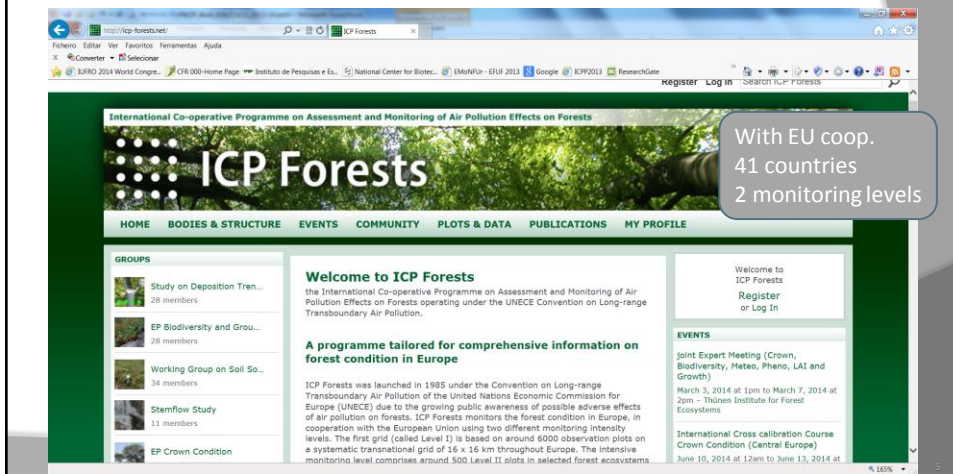 http://icp-forests.net/
ICP Forests
Ficheiro Editar Ver Favoritos Ferramentas Ajuda
X Converter Selecionar
IUFRO 2014 World Congre... CFR 000-Home Page Instituto de Pesquisas e Es... National Center for Biotec... EMoNFUr - EFUF 2013 Google ICPP2013 ResearchGate
Register Log In Search ICP Forests
International Co-operative Programme on Assessment and Monitoring of Air Pollution Effects on Forests
ICP Forests
With EU coop.
41 countries
2 monitoring levels
HOME BODIES & STRUCTURE EVENTS COMMUNITY PLOTS & DATA PUBLICATIONS MY PROFILE
GROUPS
Study on Deposition Tren...
28 members
EP Biodiversity and Grou...
28 members
Working Group on Soil So...
34 members
Stemflow Study
11 members
EP Crown Condition
Welcome to ICP Forests
the International Co-operative Programme on Assessment and Monitoring of Air
Pollution Effects on Forests operating under the UNECE Convention on Long-range
Transboundary Air Pollution.
A programme tailored for comprehensive information on
forest condition in Europe
ICP Forests was launched in 1985 under the Convention on Long-range
Transboundary Air Pollution of the United Nations Economic Commission for
Europe (UNECE) due to the growing public awareness of possible adverse effects
of air pollution on forests. ICP Forests monitors the forest condition in Europe, in
cooperation with the European Union using two different monitoring intensity
levels. The first grid (called Level I) is based on around 6000 observation plots on
a systematic transnational grid of 16 x 16 km throughout Europe. The intensive
monitoring level comprises around 500 Level II plots in selected forest ecosystems
Welcome to
ICP Forests
Register
or Log In
EVENTS
joint Expert Meeting (Crown,
Biodiversity, Meteo, Pheno, LAI and
Growth)
March 3, 2014 at 1pm to March 7, 2014 at
2pm – Thünen Institute for Forest
Ecosystems
International Cross calibration Course
Crown Condition (Central Europe)
June 10, 2014 at 12am to June 13, 2014 at
165%
5